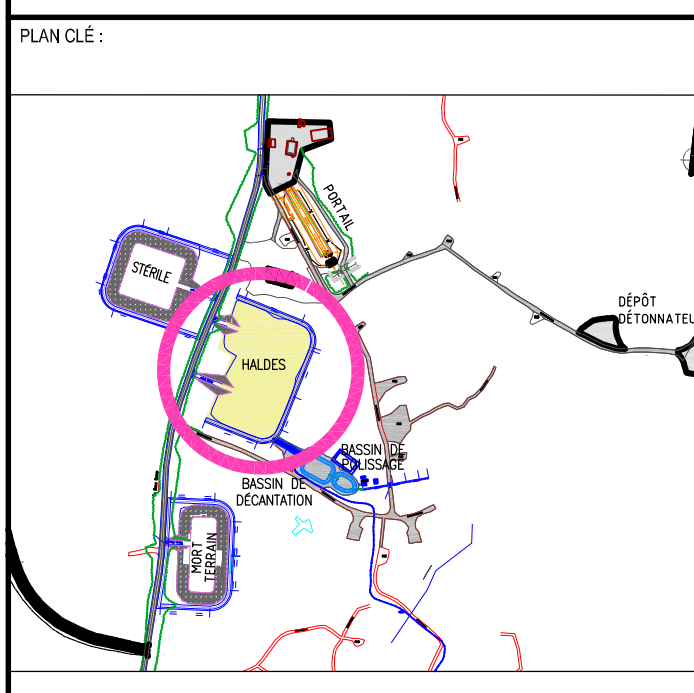 PLAN CLÉ :
PORTAIL
STÉRILE
DÉPÔT
DÉTONNATEU
HALDES
BASSIN DE
POLISSAGE
BASSIN DE
DÉCANTATION
MORT
TERRAIN